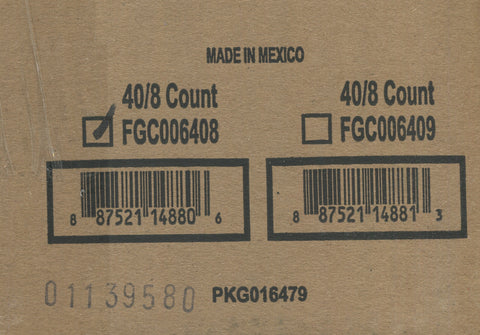 MADE IN MEXICO
40/8 Count
FGC006408
8 87521 14880 6
40/8 Count
FGC006409
8 87521 14881 3
01139580
PKG016479